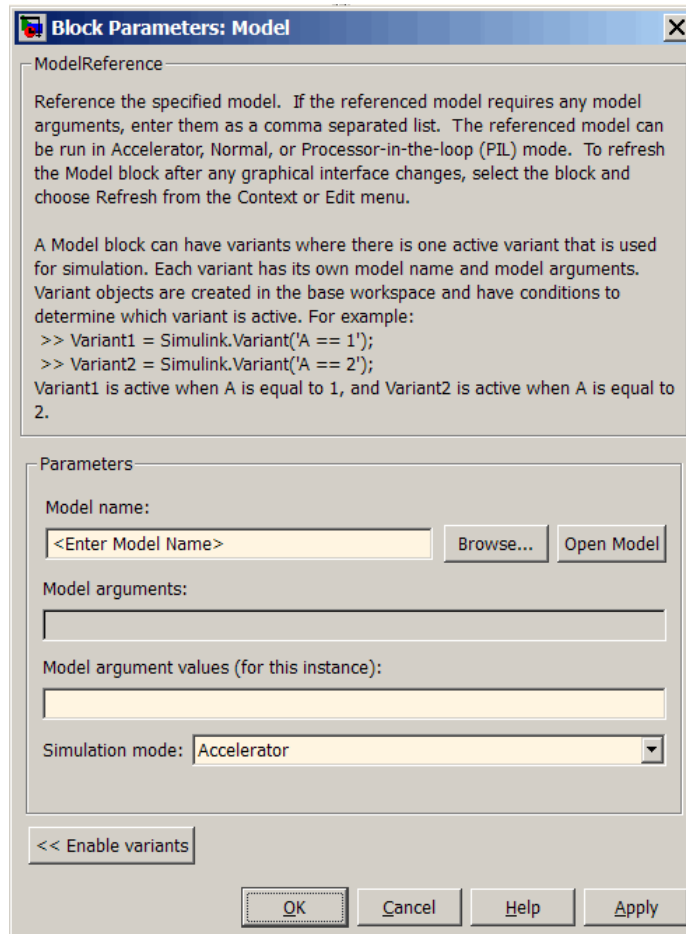 Block Parameters: Model
ModelReference
Reference the specified model.  If the referenced model requires any model
arguments, enter them as a comma separated list.  The referenced model can
be run in Accelerator, Normal, or Processor-in-the-loop (PIL) mode.  To refresh
the Model block after any graphical interface changes, select the block and
choose Refresh from the Context or Edit menu.
A Model block can have variants where there is one active variant that is used
for simulation. Each variant has its own model name and model arguments.
Variant objects are created in the base workspace and have conditions to
determine which variant is active. For example:
>> Variant1 = Simulink.Variant('A == 1');
>> Variant2 = Simulink.Variant('A == 2');
Variant1 is active when A is equal to 1, and Variant2 is active when A is equal to
2.
Parameters
Model name:
<Enter Model Name> Browse... Open Model
Model arguments:
Model argument values (for this instance):
Simulation mode: Accelerator
<< Enable variants
OK Cancel Help Apply